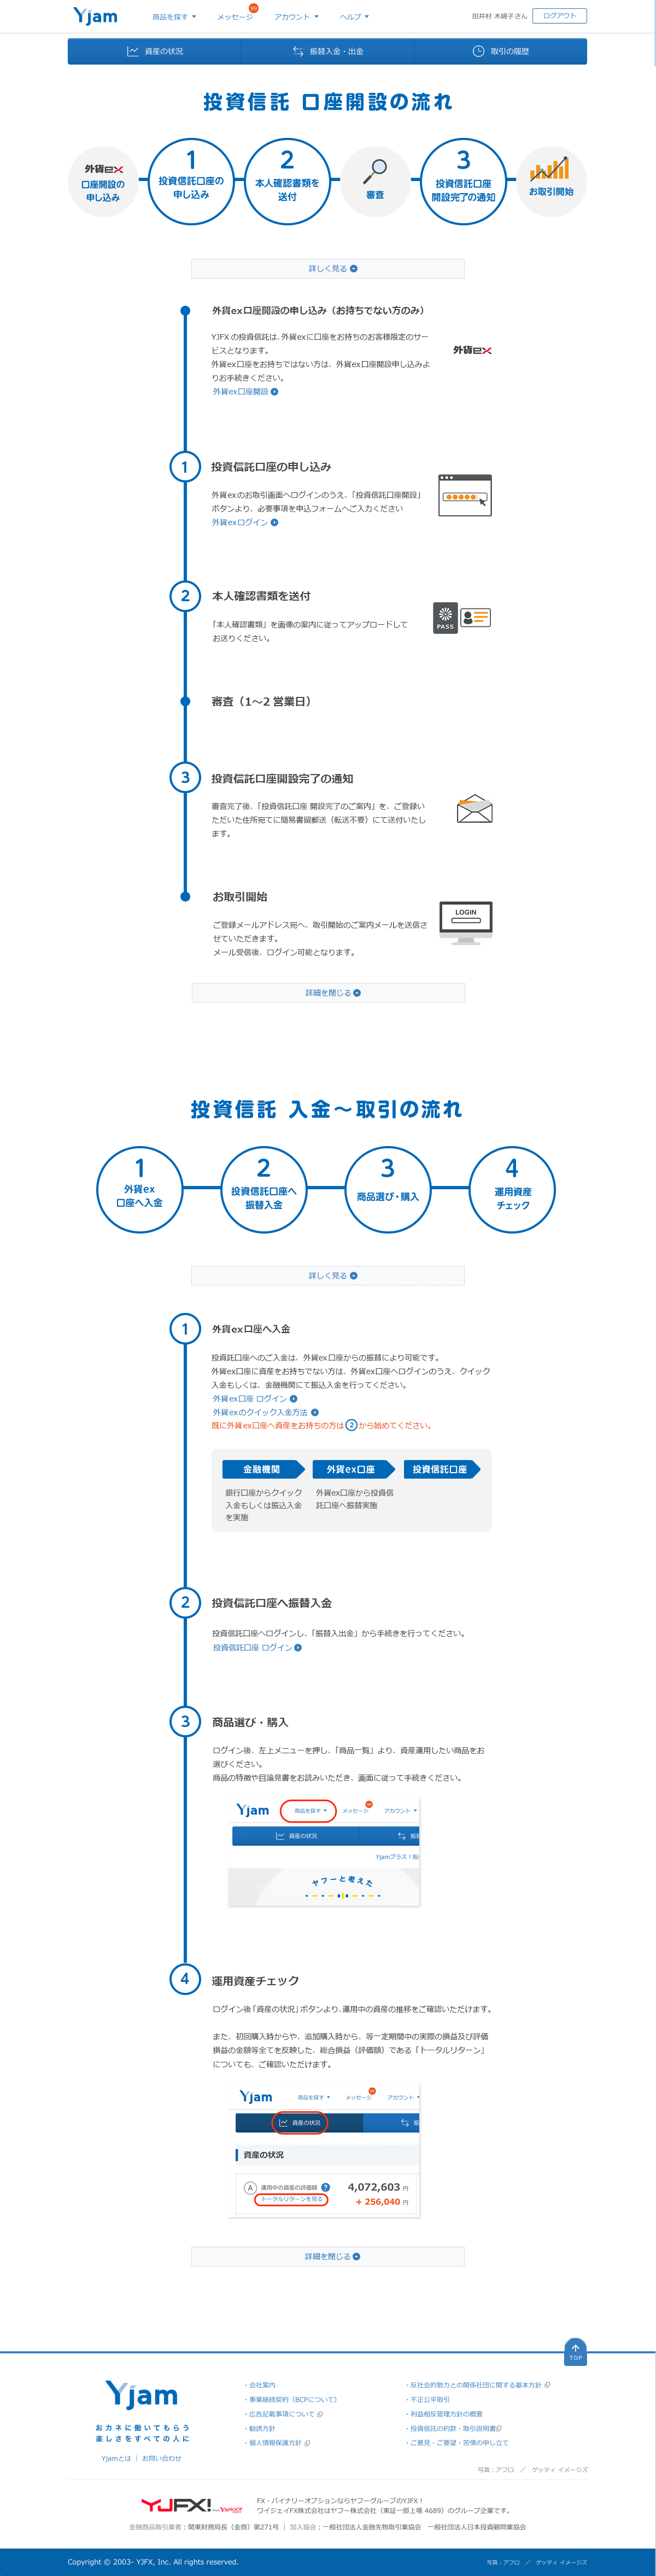 Yjam
商品を探す
メッセージ
99
アカウント
ヘルプ
田井村 木綿子さん
ログアウト
資産の状況
振替入金・出金
取引の履歴
投資信託 口座開設の流れ
外貨ex
口座開設の
申し込み
1
投資信託口座の
申し込み
2
本人確認書類を
送付
審査
3
投資信託口座
開設完了の通知
お取引開始
詳しく見る
外貨ex口座開設の申し込み（お持ちでない方のみ）
YJFXの投資信託は、外貨exに口座をお持ちのお客様限定のサー
ビスとなります。
外貨ex口座をお持ちではない方は、外貨ex口座開設申し込みよ
りお手続きください。
外貨ex口座開設
外貨ex
1
投資信託口座の申し込み
外貨exのお取引画面へログインのうえ、「投資信託口座開設」
ボタンより、必要事項を申込フォームへご入力ください
外貨exログイン
2
本人確認書類を送付
「本人確認書類」を画像の案内に従ってアップロードして
お送りください。
PASS
審査（1～2 営業日）
3
投資信託口座開設完了の通知
審査完了後、「投資信託口座 開設完了のご案内」を、ご登録い
ただいた住所宛てに簡易書留郵送（転送不要）にて送付いたし
ます。
お取引開始
ご登録メールアドレス宛へ、取引開始のご案内メールを送信さ
せていただきます。
メール受信後、ログイン可能となります。
LOGIN
詳細を閉じる
投資信託 入金～取引の流れ
1
外貨ex
口座へ入金
2
投資信託口座へ
振替入金
3
商品選び・購入
4
運用資産
チェック
詳しく見る
1
外貨ex口座へ入金
投資託口座へのご入金は、外貨ex口座からの振替により可能です。
外貨ex口座に資産をお持ちでない方は、外貨ex口座へログインのうえ、クイック
入金もしくは、金融機関にて振込入金を行ってください。
外貨ex口座 ログイン
外貨exのクイック入金方法
既に外貨ex口座へ資産をお持ちの方は2から始めてください。
金融機関
外貨ex口座
投資信託口座
銀行口座からクイック
入金もしくは振込入金
を実施
外貨ex口座から投資信
託口座へ振替実施
2
投資信託口座へ振替入金
投資信託口座へログインし、「振替入出金」から手続きを行ってください。
投資信託口座 ログイン
3
商品選び・購入
ログイン後、左上メニューを押し、「商品一覧」より、資産運用したい商品をお
選びください。
商品の特徴や目論見書をお読みいただき、画面に従って手続きください。
Yjam
商品を探す
メッセージ
99
アカウント
資産の状況
振替
Yjamプラス！
ヤフーと考えた
4
運用資産チェック
ログイン後「資産の状況」ボタンより、運用中の資産の推移をご確認いただけます。
また、初回購入時からや、追加購入時から、等一定期間中の実際の損益及び評価
損益の金額等全てを反映した、総合損益（評価額）である「トータルリターン」
についても、ご確認いただけます。
Yjam
商品を探す
メッセージ
99
アカウント
資産の状況
資産の状況
A
運用中の資産の評価額
?
4,072,603 円
トータルリターンを見る
+ 256,040 円
詳細を閉じる
TOP
Yjam
おカネに働いてもらう
楽しさをすべての人に
Yjamとは | お問い合わせ
・会社案内
・事業継続契約（BCPについて）
・広告記載事項について
・勧誘方針
・個人情報保護方針
・反社会的勢力との関係社団に関する基本方針
・不正公平取引
・利益相反管理方針の概要
・投資信託の約款・取引説明書
・ご意見・ご要望・苦情の申し立て
写真：アフロ ／ ゲッティ イメージズ
YJFX! from Yahoo!
FX・バイナリーオプションならヤフーグループのYJFX！
ワイジェイFX株式会社はヤフー株式会社（東証一部上場 4689）のグループ企業です。
金融商品取引業者：関東財務局長（金商）第271号 | 加入協会：一般社団法人金融先物取引業協会 一般社団法人日本投資顧問業協会
Copyright © 2003- YJFX, Inc. All rights reserved.
写真：アフロ ／ ゲッティ イメージズ